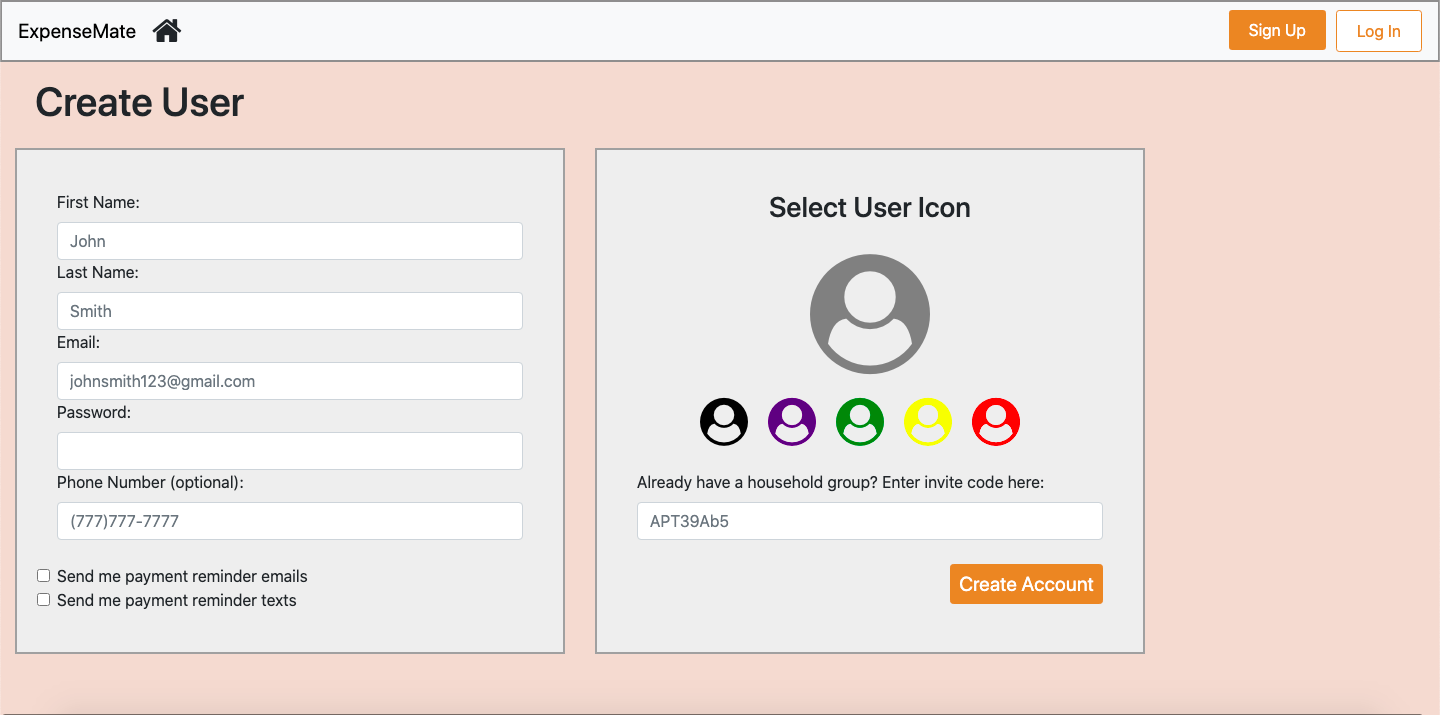 ExpenseMate
Sign Up
Log In
Create User
First Name:
John
Last Name:
Smith
Email:
johnsmith123@gmail.com
Password:
Phone Number (optional):
(777)777-7777
Send me payment reminder emails
Send me payment reminder texts
Select User Icon
Already have a household group? Enter invite code here:
APT39Ab5
Create Account